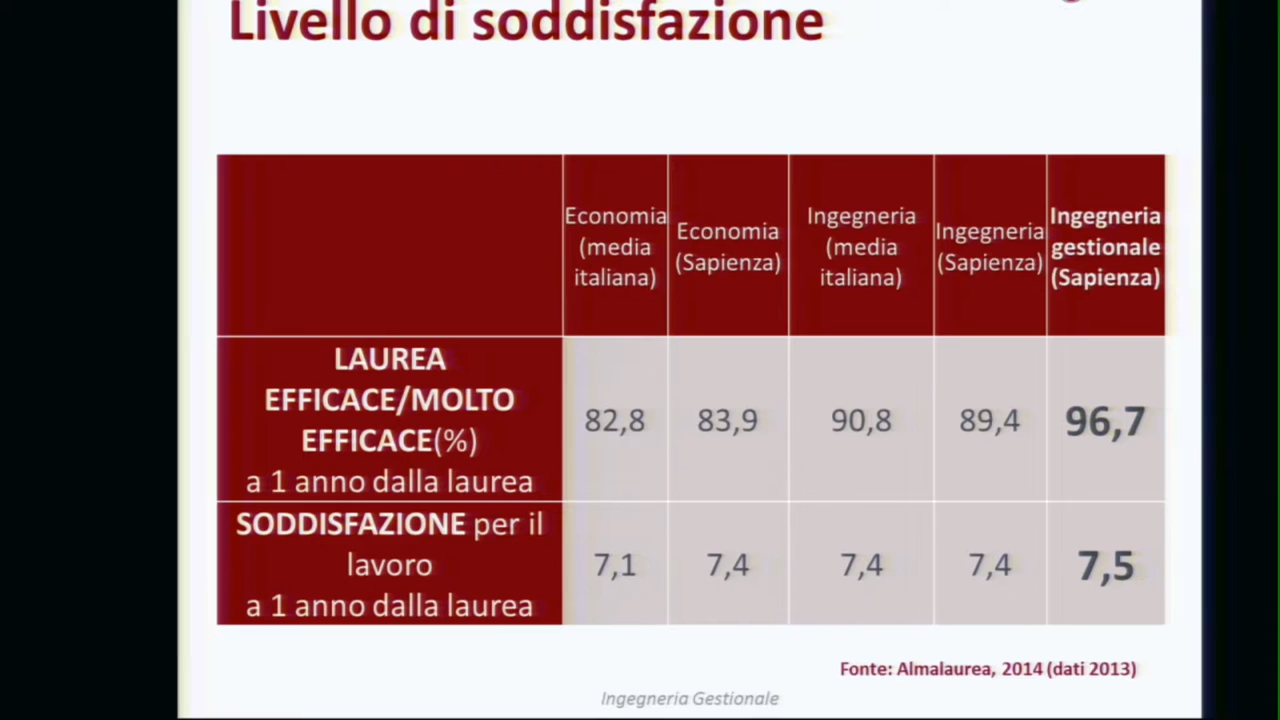 Livello di soddisfazione
Economia
(media
italiana)
Economia
(Sapienza)
Ingegneria
(media
italiana)
Ingegneria
(Sapienza)
Ingegneria
gestionale
(Sapienza)
LAUREA
EFFICACE/MOLTO
EFFICACE(%)
a 1 anno dalla laurea
82,8
83,9
90,8
89,4
96,7
SODDISFAZIONE per il
lavoro
a 1 anno dalla laurea
7,1
7,4
7,4
7,4
7,5
Fonte: Almalaurea, 2014 (dati 2013)
Ingegneria Gestionale